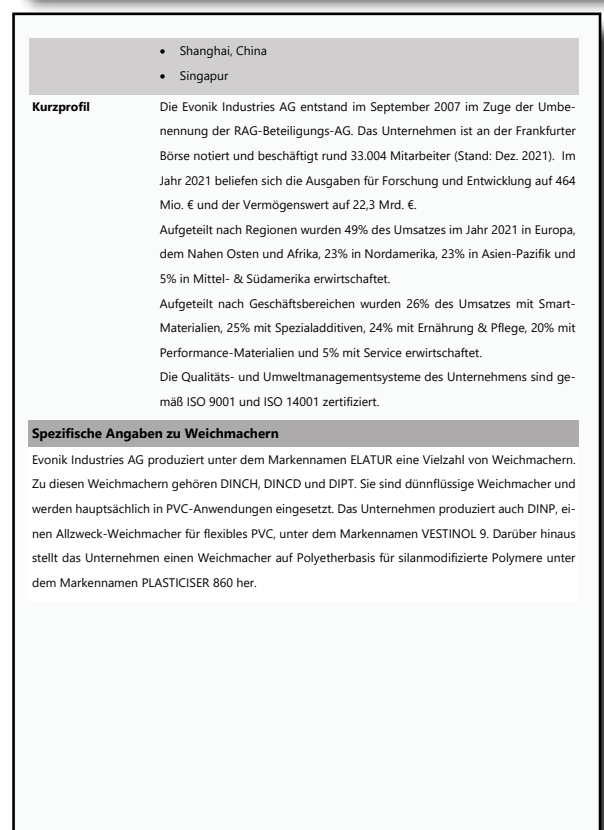 • Shanghai, China
• Singapur
Kurzprofil
Die Evonik Industries AG entstand im September 2007 im Zuge der Umbe-
nennung der RAG-Beteiligungs-AG. Das Unternehmen ist an der Frankfurter
Börse notiert und beschäftigt rund 33.004 Mitarbeiter (Stand: Dez. 2021). Im
Jahr 2021 beliefen sich die Ausgaben für Forschung und Entwicklung auf 464
Mio. € und der Vermögenswert auf 22,3 Mrd. €.
Aufgeteilt nach Regionen wurden 49% des Umsatzes im Jahr 2021 in Europa,
dem Nahen Osten und Afrika, 23% in Nordamerika, 23% in Asien-Pazifik und
5% in Mittel- & Südamerika erwirtschaftet.
Aufgeteilt nach Geschäftsbereichen wurden 26% des Umsatzes mit Smart-
Materialien, 25% mit Spezialadditiven, 24% mit Ernährung & Pflege, 20% mit
Performance-Materialien und 5% mit Service erwirtschaftet.
Die Qualitäts- und Umweltmanagementsysteme des Unternehmens sind ge-
mäß ISO 9001 und ISO 14001 zertifiziert.
Spezifische Angaben zu Weichmachern
Evonik Industries AG produziert unter dem Markennamen ELATUR eine Vielzahl von Weichmachern.
Zu diesen Weichmachern gehören DINCH, DINCD und DIPT. Sie sind dünnflüssige Weichmacher und
werden hauptsächlich in PVC-Anwendungen eingesetzt. Das Unternehmen produziert auch DINP, ei-
nen Allzweck-Weichmacher für flexibles PVC, unter dem Markennamen VESTINOL 9. Darüber hinaus
stellt das Unternehmen einen Weichmacher auf Polyetherbasis für silanmodifizierte Polymere unter
dem Markennamen PLASTICISER 860 her.